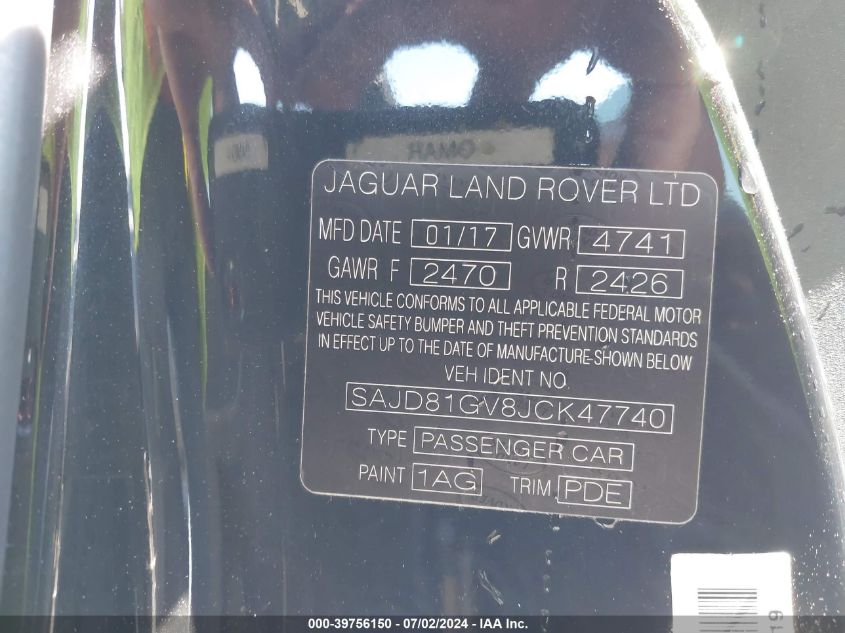 JAGUAR LAND ROVER LTD
MFD DATE 01/17 GVWR 4741
GAWR F 2470 R 2426
THIS VEHICLE CONFORMS TO ALL APPLICABLE FEDERAL MOTOR
VEHICLE SAFETY BUMPER AND THEFT PREVENTION STANDARDS
IN EFFECT UP TO THE DATE OF MANUFACTURE SHOWN BELOW
VEH IDENT NO.
SAJD81GV8JCK47740
TYPE PASSENGER CAR
PAINT 1AG TRIM PDE
000-39756150 - 07/02/2024 - IAA Inc.